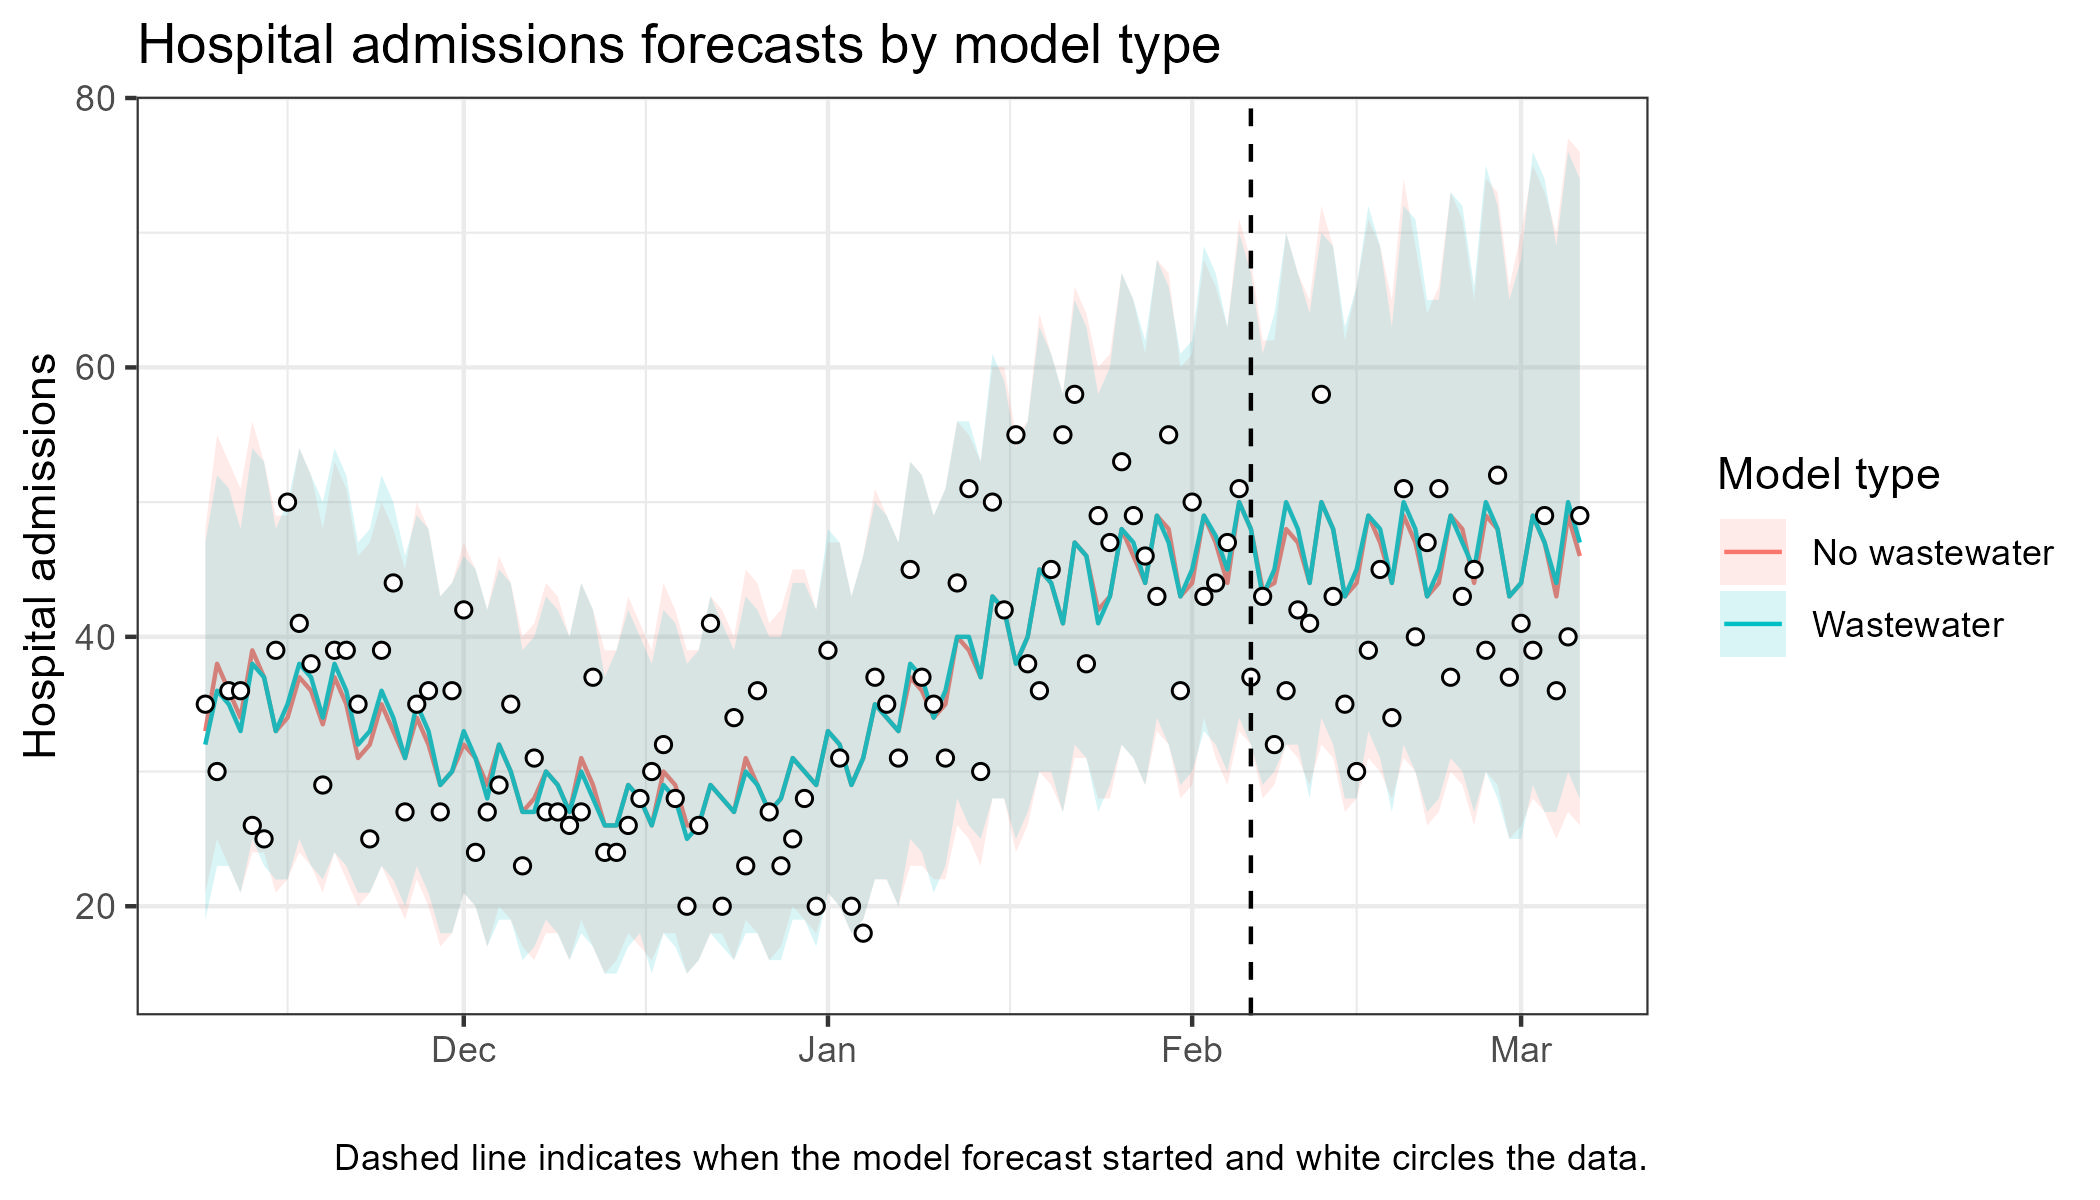 Hospital admissions forecasts by model type
80
60
40
20
Hospital admissions
Dec
Jan
Feb
Mar
Model type
No wastewater
Wastewater
Dashed line indicates when the model forecast started and white circles the data.